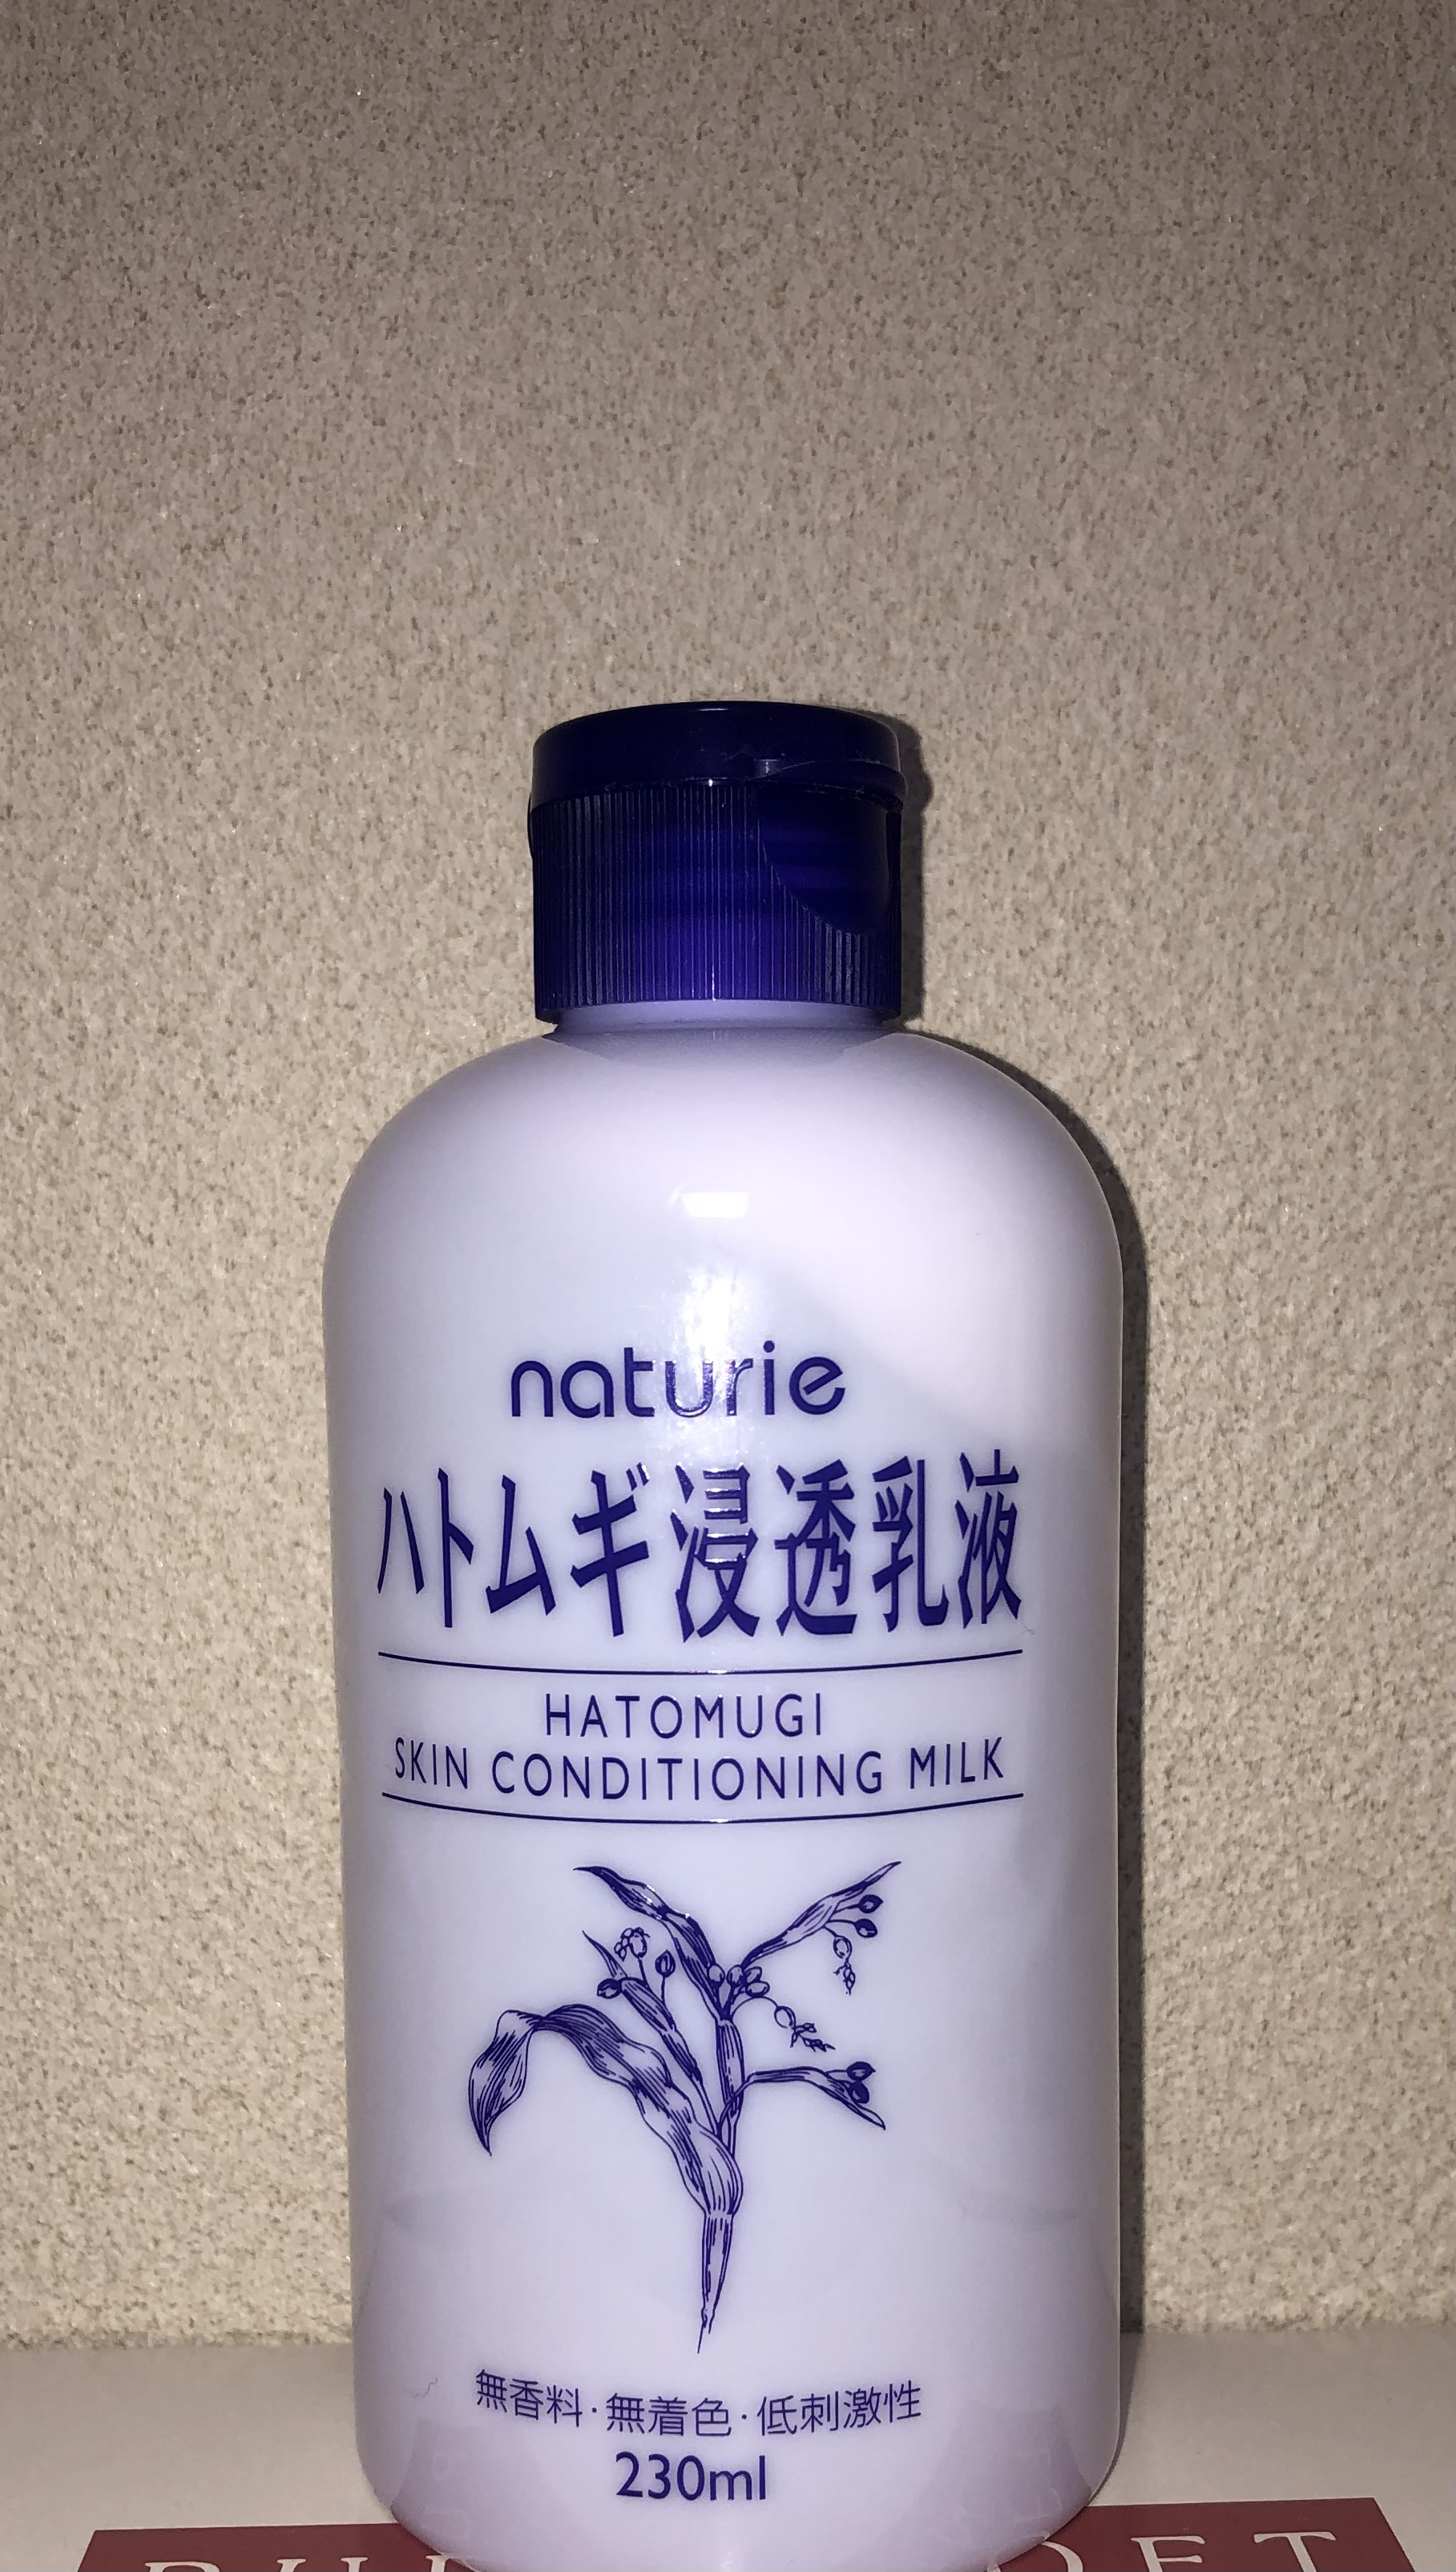 naturie
ハトムギ浸透乳液
HATOMUGI
SKIN CONDITIONING MILK
無香料・無着色・低刺激性
230ml